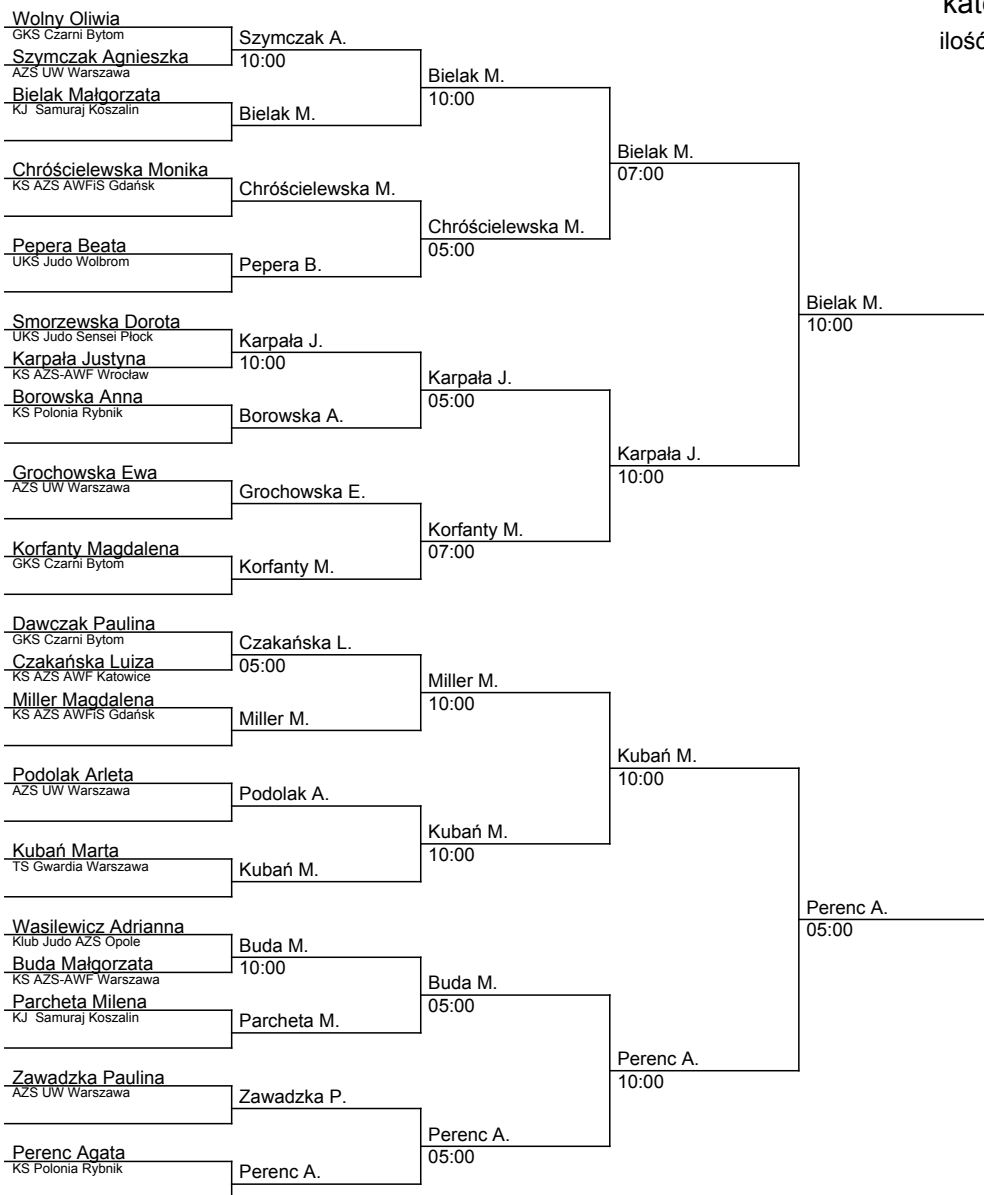 kat
ilość
Wolny Oliwia
GKS Czarni Bytom
Szymczak Agnieszka
AZS UW Warszawa
Bielak Małgorzata
KJ Samuraj Koszalin
Chróścielewska Monika
KS AZS AWFiS Gdańsk
Pepera Beata
UKS Judo Wolbrom
Smorzewska Dorota
UKS Judo Sensei Płock
Karpała Justyna
KS AZS-AWF Wrocław
Borowska Anna
KS Polonia Rybnik
Grochowska Ewa
AZS UW Warszawa
Korfanty Magdalena
GKS Czarni Bytom
Dawczak Paulina
GKS Czarni Bytom
Czakańska Luiza
KS AZS AWF Katowice
Miller Magdalena
KS AZS AWFiS Gdańsk
Podolak Arleta
AZS UW Warszawa
Kubań Marta
TS Gwardia Warszawa
Wasilewicz Adrianna
Klub Judo AZS Opole
Buda Małgorzata
KS AZS-AWF Warszawa
Parcheta Milena
KJ Samuraj Koszalin
Zawadzka Paulina
AZS UW Warszawa
Perenc Agata
KS Polonia Rybnik
Szymczak A.
10:00
Bielak M.
Chróścielewska M.
Pepera B.
Karpała J.
10:00
Borowska A.
Grochowska E.
Korfanty M.
Czakańska L.
05:00
Miller M.
Podolak A.
Kubań M.
Buda M.
10:00
Parcheta M.
Zawadzka P.
Perenc A.
Bielak M.
10:00
Chróścielewska M.
05:00
Karpała J.
05:00
Korfanty M.
07:00
Miller M.
10:00
Kubań M.
10:00
Buda M.
05:00
Perenc A.
05:00
Bielak M.
07:00
Karpała J.
10:00
Kubań M.
10:00
Perenc A.
10:00
Bielak M.
10:00
Perenc A.
05:00